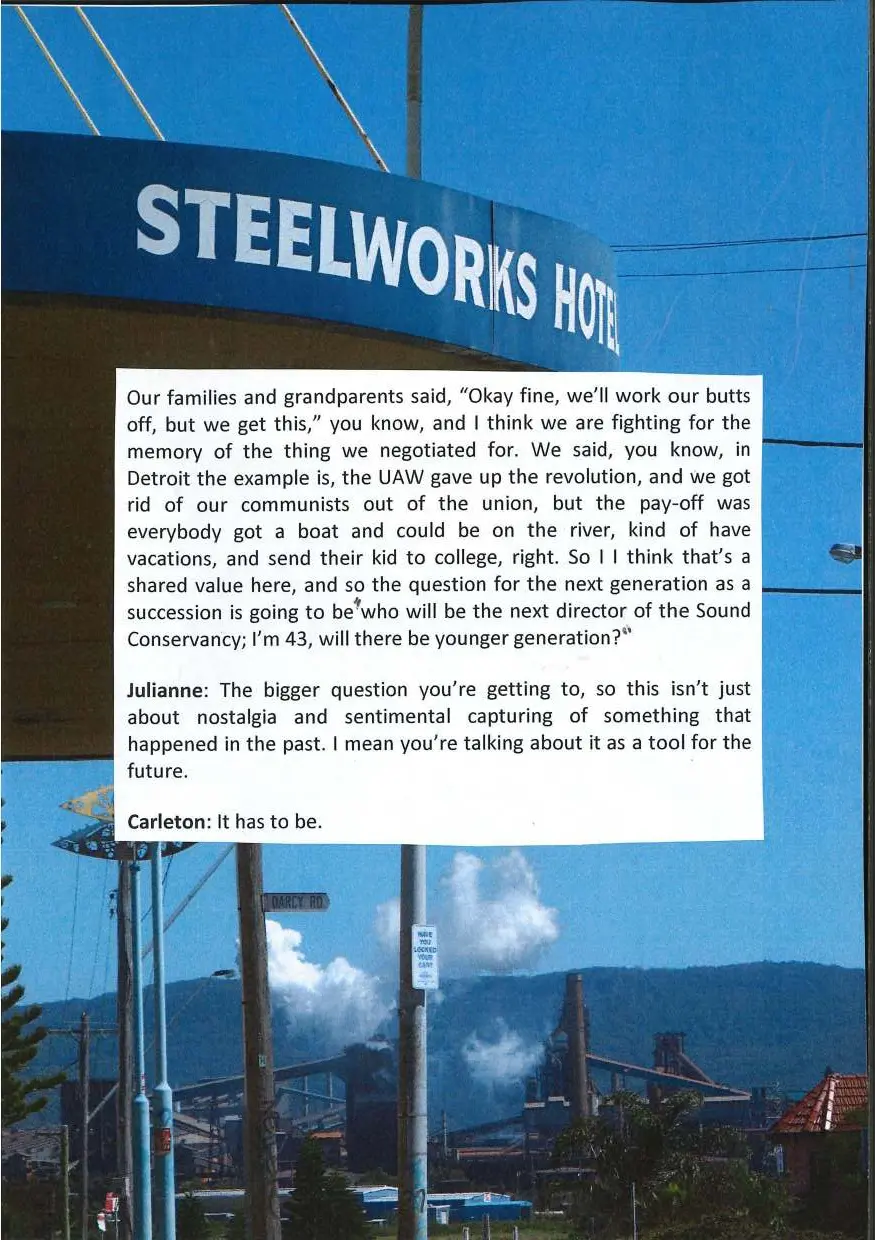 STEELWORKS HOTEL
Our families and grandparents said, “Okay fine, we’ll work our butts
off, but we get this,” you know, and I think we are fighting for the
memory of the thing we negotiated for. We said, you know, in
Detroit the example is, the UAW gave up the revolution, and we got
rid of our communists out of the union, but the pay-off was
everybody got a boat and could be on the river, kind of have
vacations, and send their kid to college, right. So I I think that’s a
shared value here, and so the question for the next generation as a
succession is going to be "who will be the next director of the Sound
Conservancy; I’m 43, will there be younger generation?"
Julianne: The bigger question you’re getting to, so this isn’t just
about nostalgia and sentimental capturing of something that
happened in the past. I mean you’re talking about it as a tool for the
future.
Carleton: It has to be.
DARCY RD
HAVE
YOU
LOCKED
YOUR
CAR?